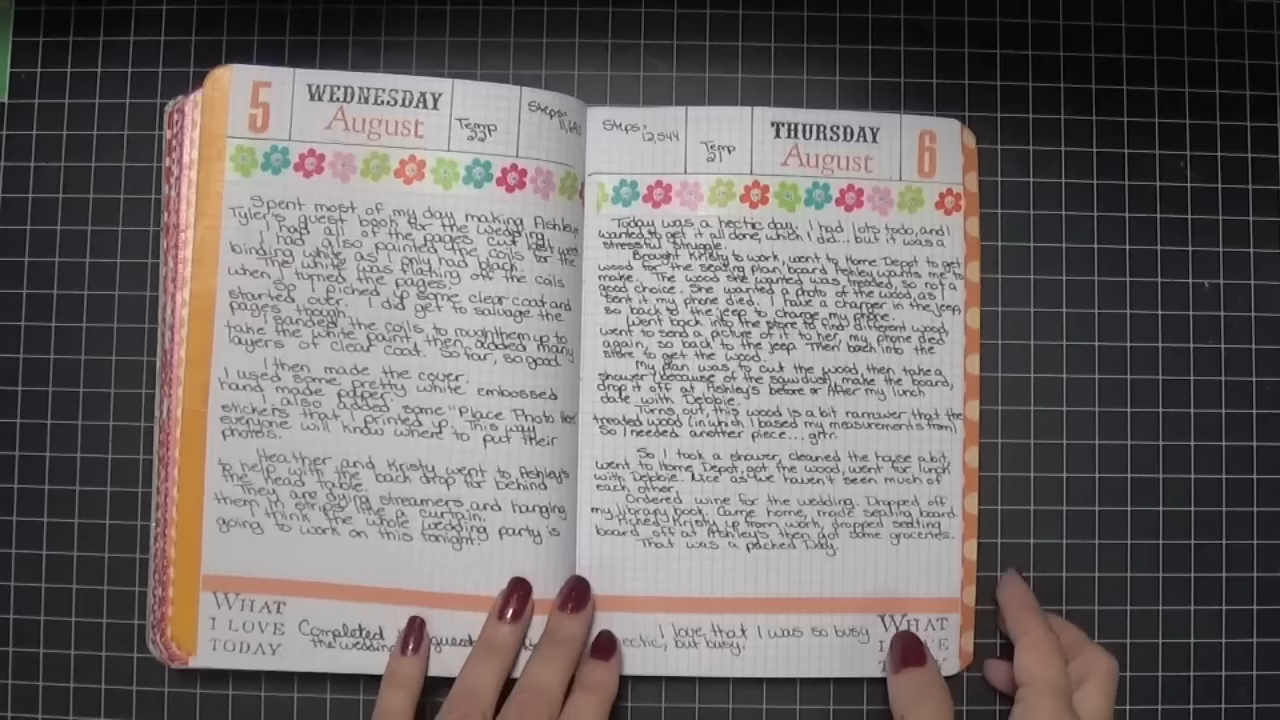 5
WEDNESDAY
August
Temp
22
Steps:
Spent most of my day making Ashley
Tyler's guest book for the wedding.
I had all of the pages cut last week
I had also painted the coils for the
binding white as I only had black.
The white was flaking off the coils
when I turned the pages.
So I picked up some clear coat and
started over. I did get to salvage the
pages though.
I sanded the coils to rough them up to
take the white paint then added many
layers of clear coat. So far, so good.
I then made the cover.
I used some pretty white embossed
hand made paper.
I also added some "Place Photo Here
stickers that I printed up. This way
everyone will know where to put their
photos.
Heather and Kristy went to Ashley's
to help with the back drop for behind
the head table.
They are dying streamers and hanging
them in strips like a curtain.
I think the whole wedding party is
going to work on this tonight.
WHAT
I LOVE
TODAY
Completed guest
the wedding
Steps:
12,544
Temp
21
THURSDAY
August
6
Today was a hectic day. I had lots todo, and I
wanted to get it all done, which I did... but it was a
stressful struggle.
Brought Kristy to work, went to Home Depot to get
wood for the seating plan board Ashley wants me to
make. The wood she wanted was treated, so not a
good choice. She wanted a photo of the wood, as I
sent it my phone died. I have a charger in the jeep
so back to the jeep to charge my phone.
Went back into the store to find different wood,
went to send a picture of it to her, my phone died
again, so back to the jeep. Then back into the
store to get the wood.
My plan was to cut the wood, then take a
shower (because of the sawdust), make the board,
drop it off at Ashley's before or After my lunch
date with Debbie.
Turns out, this wood is a bit narrower that the
treated wood (in which I based my measurements from)
So I needed another piece... grrr.
So I took a shower, cleaned the house a bit,
went to Home Depot, got the wood, went for lunch
with Debbie. Nice as we haven't seen much of
each other.
Ordered wine for the wedding. Dropped off
my library book. Came home, made seating board
Picked Kristy up from work, dropped seating
board off at Ashley's then got some groceries.
That was a packed Day.
I love that I was so busy
hectic, but busy.
WHAT